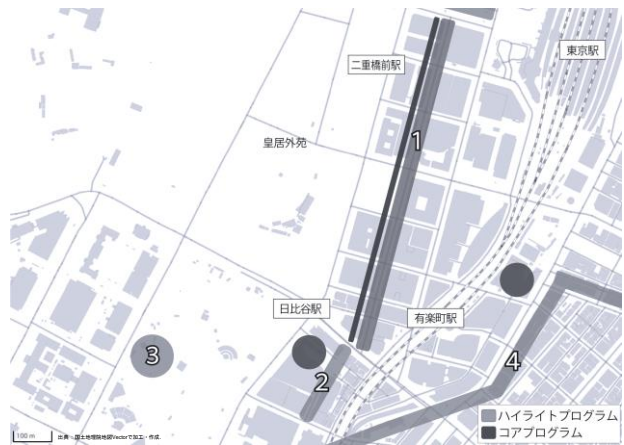 東京駅
二重橋前駅
1
皇居外苑
日比谷駅
有楽町駅
3
2
4
ハイライトプログラム
コアプログラム
100 m
出典：国土地理院地図Vectorで加工・作成.